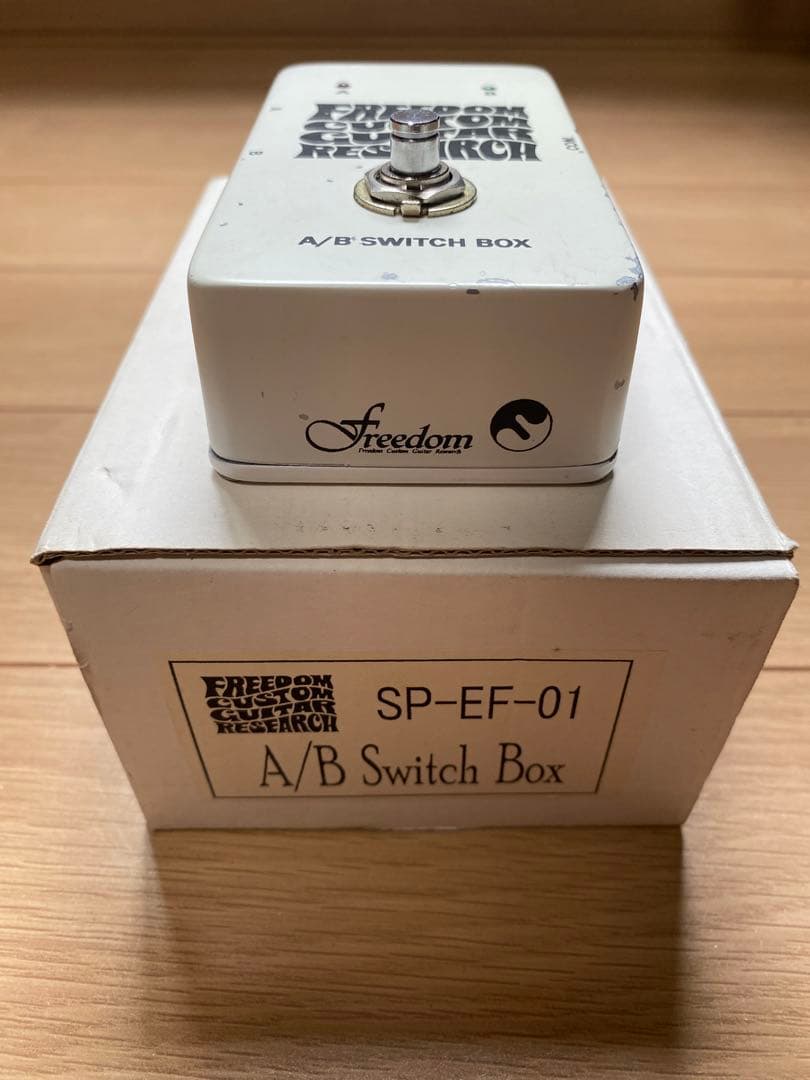 A B
FREEDOM
CUSTOM
GUITAR
RESEARCH
A
B
COM
A/B SWITCH BOX
Freedom
Freedom Custom Guitar Research
FREEDOM
CUSTOM
GUITAR
RESEARCH
SP-EF-01
A/B Switch Box